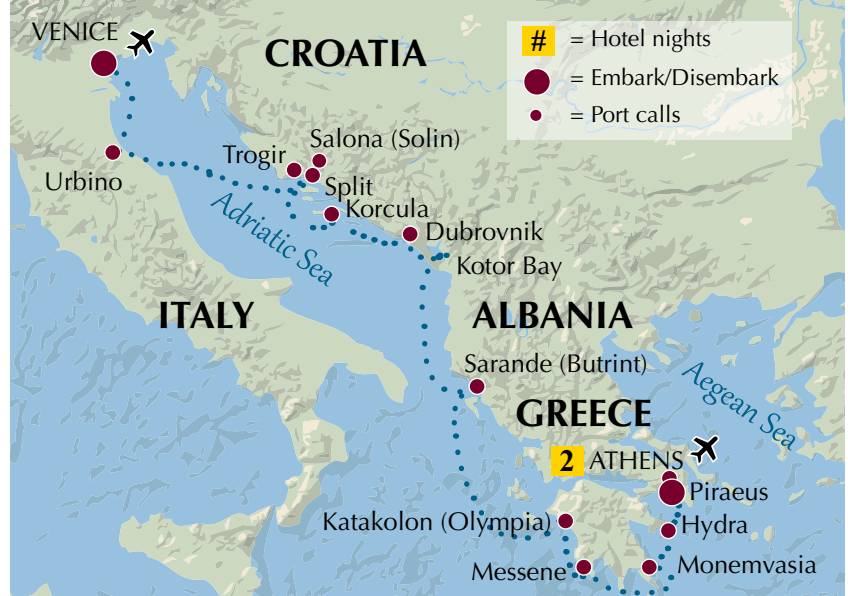 VENICE
CROATIA
# = Hotel nights
= Embark/Disembark
= Port calls
Salona (Solin)
Trogir
Urbino
Split
Korcula
Adriatic Sea
Dubrovnik
Kotor Bay
ITALY
ALBANIA
Sarande (Butrint)
Aegean Sea
GREECE
2 ATHENS
Piraeus
Katakolon (Olympia)
Hydra
Messene
Monemvasia